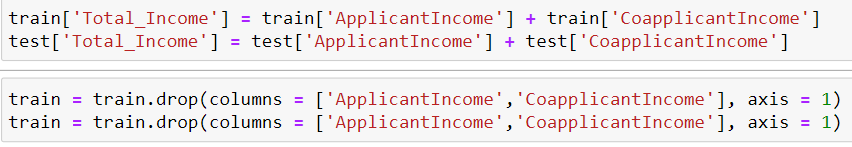 train['Total_Income'] = train['ApplicantIncome'] + train['CoapplicantIncome']
test['Total_Income'] = test['ApplicantIncome'] + test['CoapplicantIncome']
train = train.drop(columns = ['ApplicantIncome','CoapplicantIncome'], axis = 1)
train = train.drop(columns = ['ApplicantIncome','CoapplicantIncome'], axis = 1)